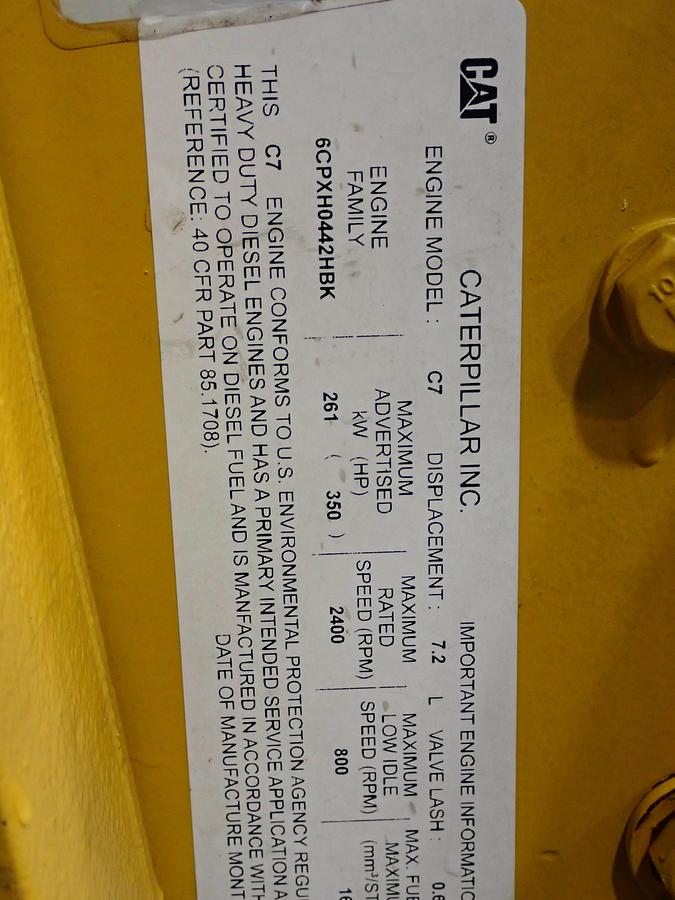 CAT® CATERPILLAR INC. IMPORTANT ENGINE INFORMATIO
ENGINE MODEL : C7 DISPLACEMENT : 7.2 L VALVE LASH : 0.6
MAXIMUM MAXIMUM MAXIMUM MAX. FUE
ENGINE ADVERTISED RATED LOW IDLE MAXIMU
FAMILY kW (HP) SPEED (RPM) SPEED (RPM) (mm³/ST
6CPXH0442HBK 261 ( 350 ) 2400 800 16
THIS C7 ENGINE CONFORMS TO U.S. ENVIRONMENTAL PROTECTION AGENCY REGU
HEAVY DUTY DIESEL ENGINES AND HAS A PRIMARY INTENDED SERVICE APPLICATION A
CERTIFIED TO OPERATE ON DIESEL FUEL AND IS MANFACTURED IN ACCORDANCE WITH
(REFERENCE: 40 CFR PART 85.1708). DATE OF MANUFACTURE MONT
10